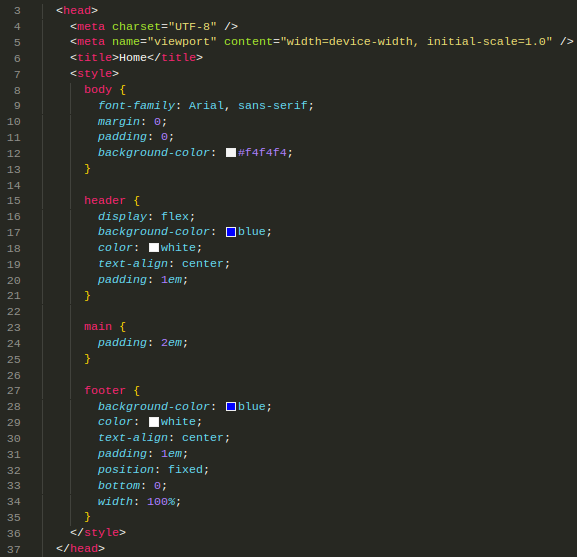 3 <head>
4 <meta charset="UTF-8" />
5 <meta name="viewport" content="width=device-width, initial-scale=1.0" />
6 <title>Home</title>
7 <style>
8 body {
9 font-family: Arial, sans-serif;
10 margin: 0;
11 padding: 0;
12 background-color: #f4f4f4;
13 }
14
15 header {
16 display: flex;
17 background-color: blue;
18 color: white;
19 text-align: center;
20 padding: 1em;
21 }
22
23 main {
24 padding: 2em;
25 }
26
27 footer {
28 background-color: blue;
29 color: white;
30 text-align: center;
31 padding: 1em;
32 position: fixed;
33 bottom: 0;
34 width: 100%;
35 }
36 </style>
37 </head>